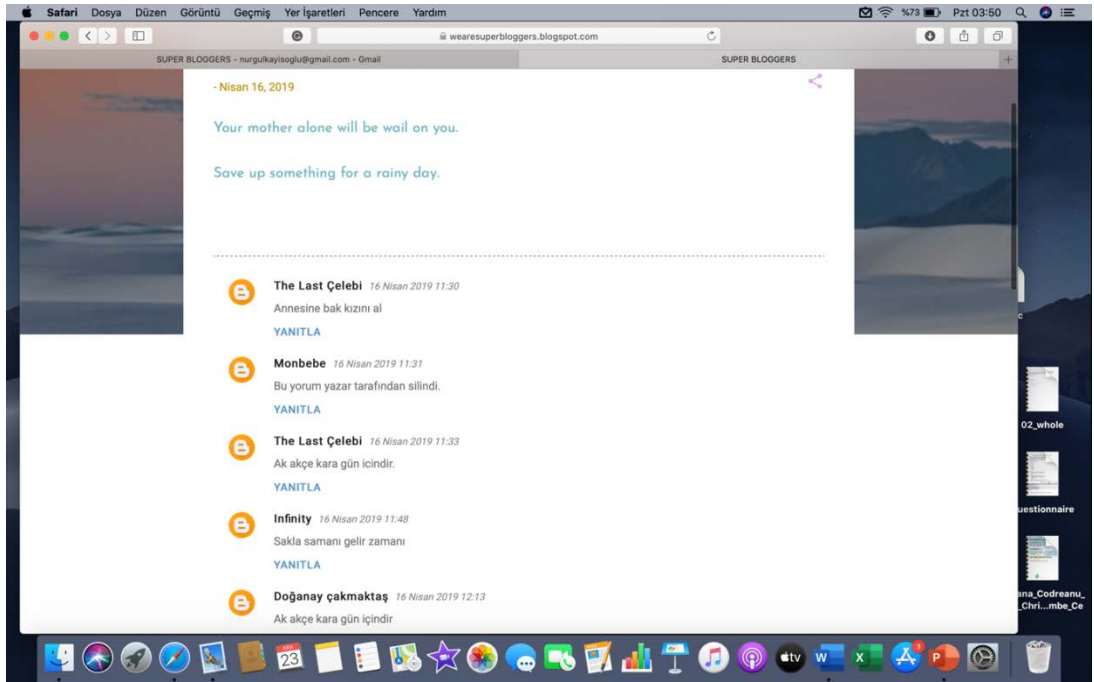 Safari Dosya Düzen Görüntü Geçmiş Yer İşaretleri Pencere Yardım %73 Pzt 03:50
wearesuperbloggers.blogspot.com
SUPER BLOGGERS - nurgulkayisoglu@gmail.com - Gmail SUPER BLOGGERS
- Nisan 16, 2019
Your mother alone will be wail on you.
Save up something for a rainy day.
The Last Çelebi 16 Nisan 2019 11:30
Annesine bak kızını al
YANITLA
Monbebe 16 Nisan 2019 11:31
Bu yorum yazar tarafından silindi.
YANITLA
The Last Çelebi 16 Nisan 2019 11:33
Ak akçe kara gün icindir.
YANITLA
Infinity 16 Nisan 2019 11:48
Sakla samanı gelir zamanı
YANITLA
Doğanay çakmaktaş 16 Nisan 2019 12:13
Ak akçe kara gün içindir
c
02_whole
uestionnaire
ana_Codreanu_
_Chri...mbe_Ce
ARA
23
tv
W
X
3
P